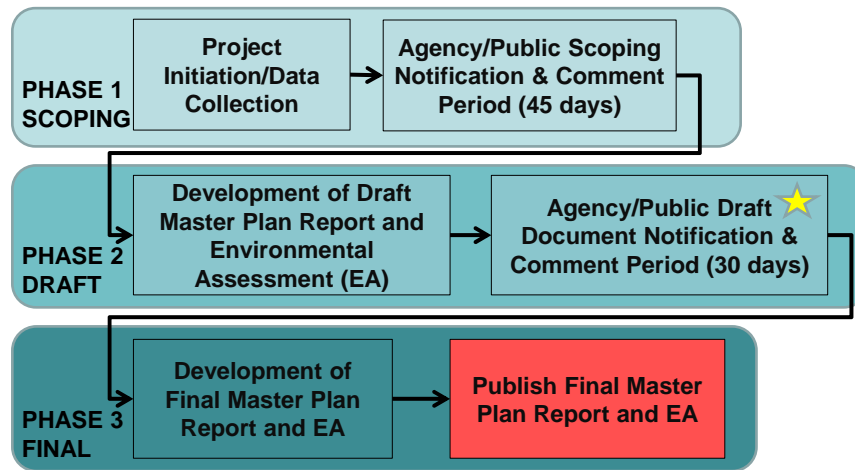 PHASE 1
SCOPING
Project
Initiation/Data
Collection
Agency/Public Scoping
Notification & Comment
Period (45 days)
PHASE 2
DRAFT
Development of Draft
Master Plan Report and
Environmental
Assessment (EA)
Agency/Public Draft
Document Notification &
Comment Period (30 days)
PHASE 3
FINAL
Development of
Final Master Plan
Report and EA
Publish Final Master
Plan Report and EA